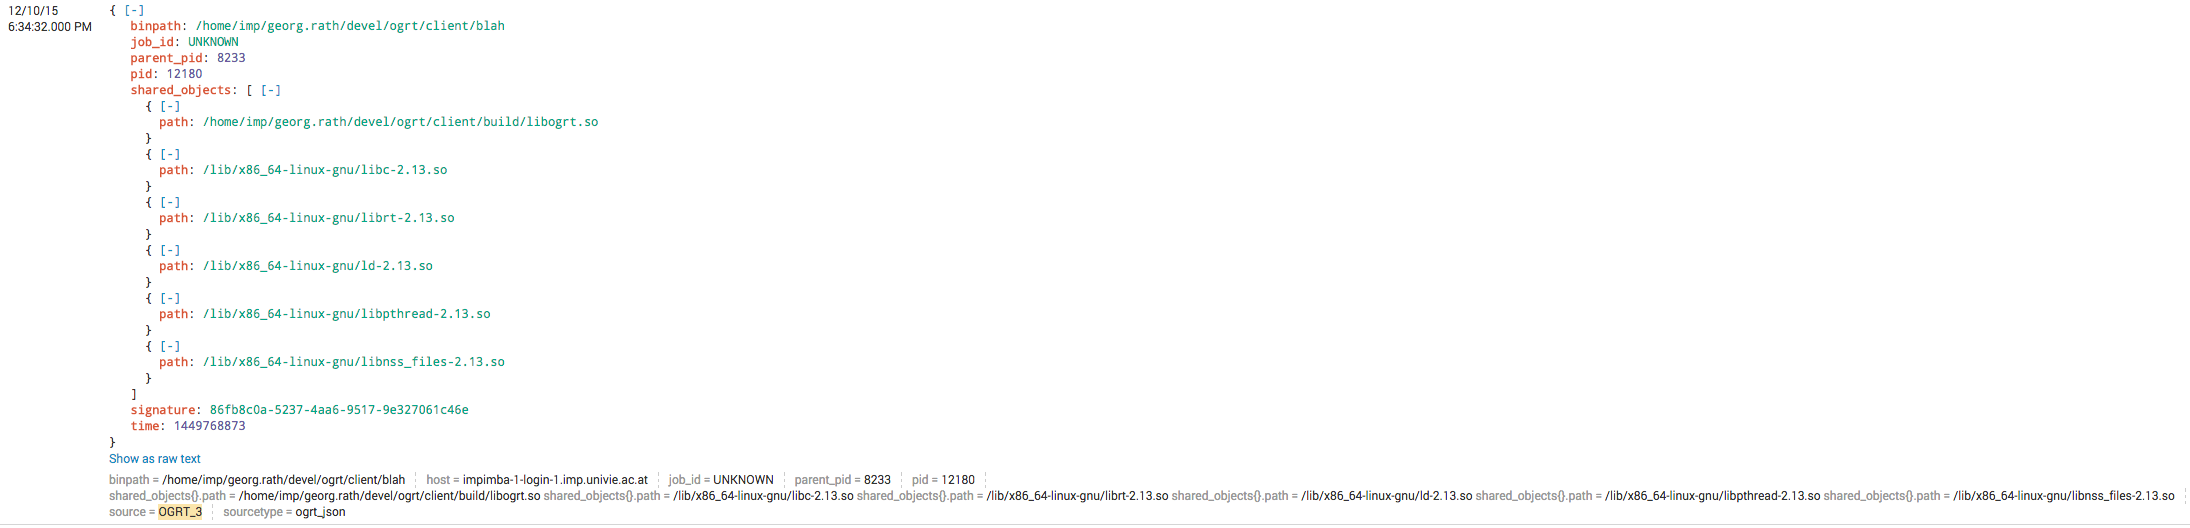 12/10/15
6:34:32.000 PM
{ [-]
binpath: /home/imp/georg.rath/devel/ogrt/client/blah
job_id: UNKNOWN
parent_pid: 8233
pid: 12180
shared_objects: [ [-]
{ [-]
path: /home/imp/georg.rath/devel/ogrt/client/build/libogrt.so
}
{ [-]
path: /lib/x86_64-linux-gnu/libc-2.13.so
}
{ [-]
path: /lib/x86_64-linux-gnu/librt-2.13.so
}
{ [-]
path: /lib/x86_64-linux-gnu/ld-2.13.so
}
{ [-]
path: /lib/x86_64-linux-gnu/libpthread-2.13.so
}
{ [-]
path: /lib/x86_64-linux-gnu/libnss_files-2.13.so
}
]
signature: 86fb8c0a-5237-4aa6-9517-9e327061c46e
time: 1449768873
}
Show as raw text
binpath = /home/imp/georg.rath/devel/ogrt/client/blah host = impimba-1-login-1.imp.univie.ac.at job_id = UNKNOWN parent_pid = 8233 pid = 12180
shared_objects{}.path = /home/imp/georg.rath/devel/ogrt/client/build/libogrt.so shared_objects{}.path = /lib/x86_64-linux-gnu/libc-2.13.so shared_objects{}.path = /lib/x86_64-linux-gnu/librt-2.13.so shared_objects{}.path = /lib/x86_64-linux-gnu/ld-2.13.so shared_objects{}.path = /lib/x86_64-linux-gnu/libpthread-2.13.so shared_objects{}.path = /lib/x86_64-linux-gnu/libnss_files-2.13.so
source = OGRT_3 sourcetype = ogrt_json